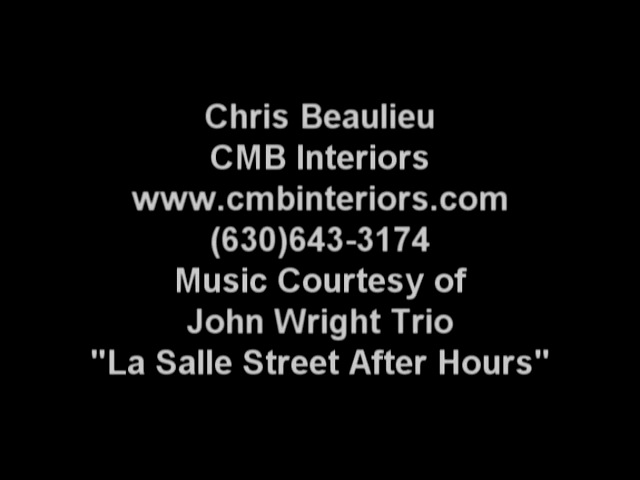 Chris Beaulieu
CMB Interiors
www.cmbinteriors.com
(630)643-3174
Music Courtesy of
John Wright Trio
"La Salle Street After Hours"